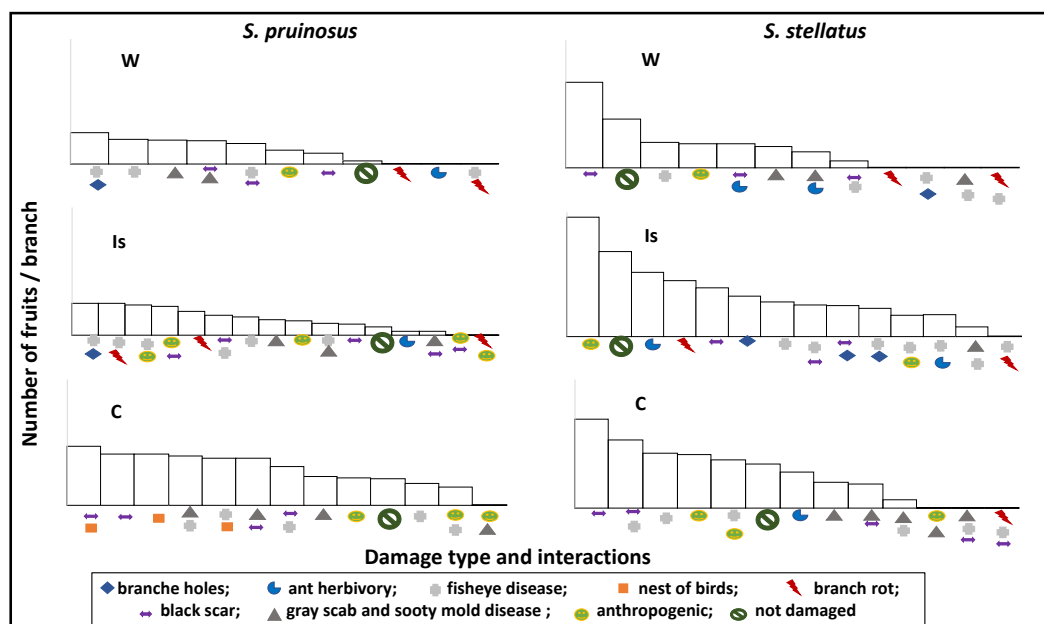 S. pruinosus
S. stellatus
W
W
Is
Is
C
C
Number of fruits / branch
Damage type and interactions
branche holes; ant herbivory; fisheye disease; nest of birds; branch rot;
black scar; gray scab and sooty mold disease ; anthropogenic; not damaged